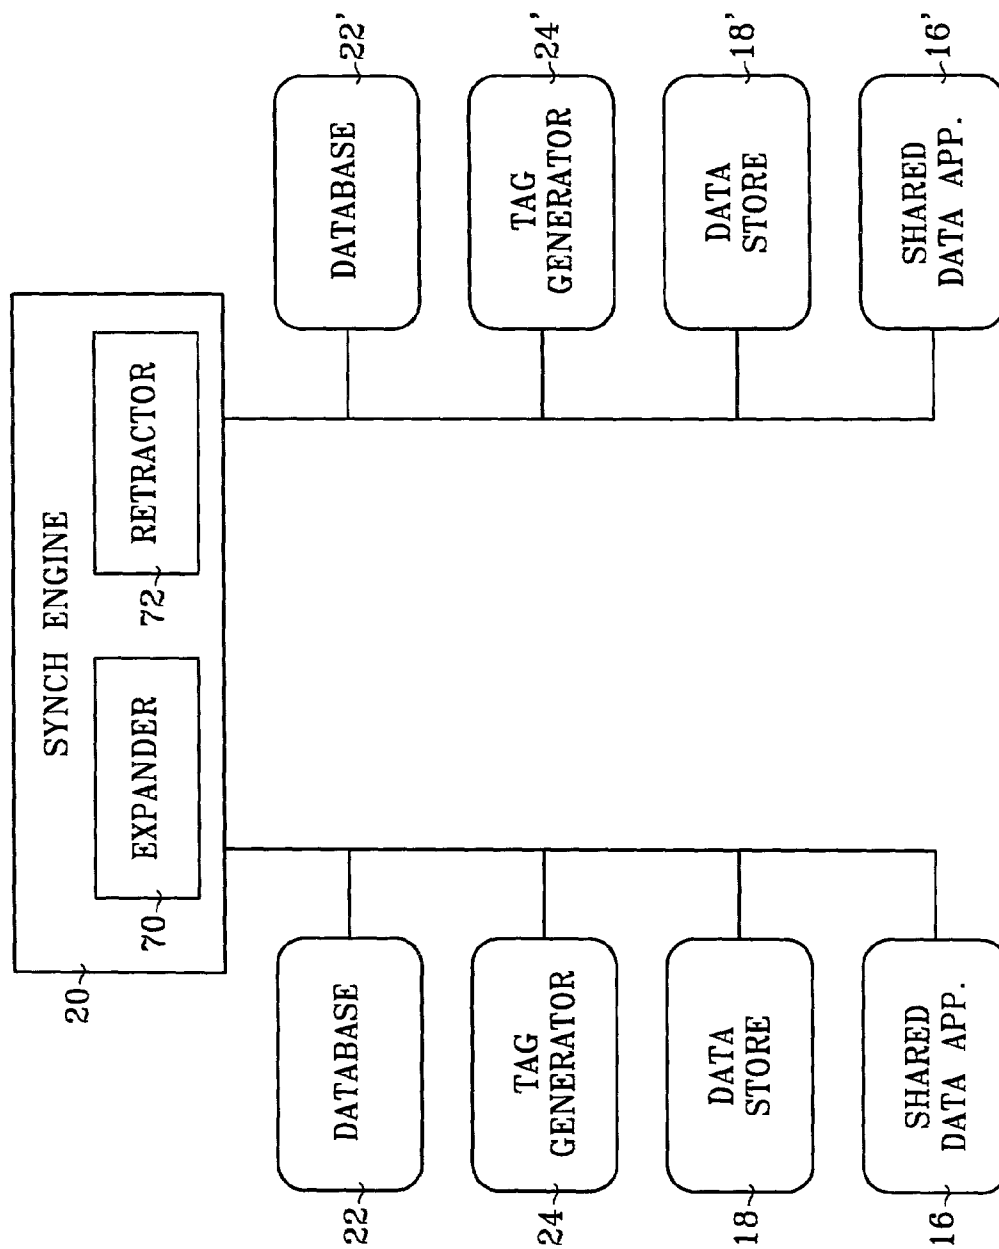 SYNCH ENGINE
20
EXPANDER
70
RETRACTOR
72
DATABASE
22
TAG
GENERATOR
24
DATA
STORE
18
SHARED
DATA APP.
16
DATABASE
22'
TAG
GENERATOR
24'
DATA
STORE
18'
SHARED
DATA APP.
16'